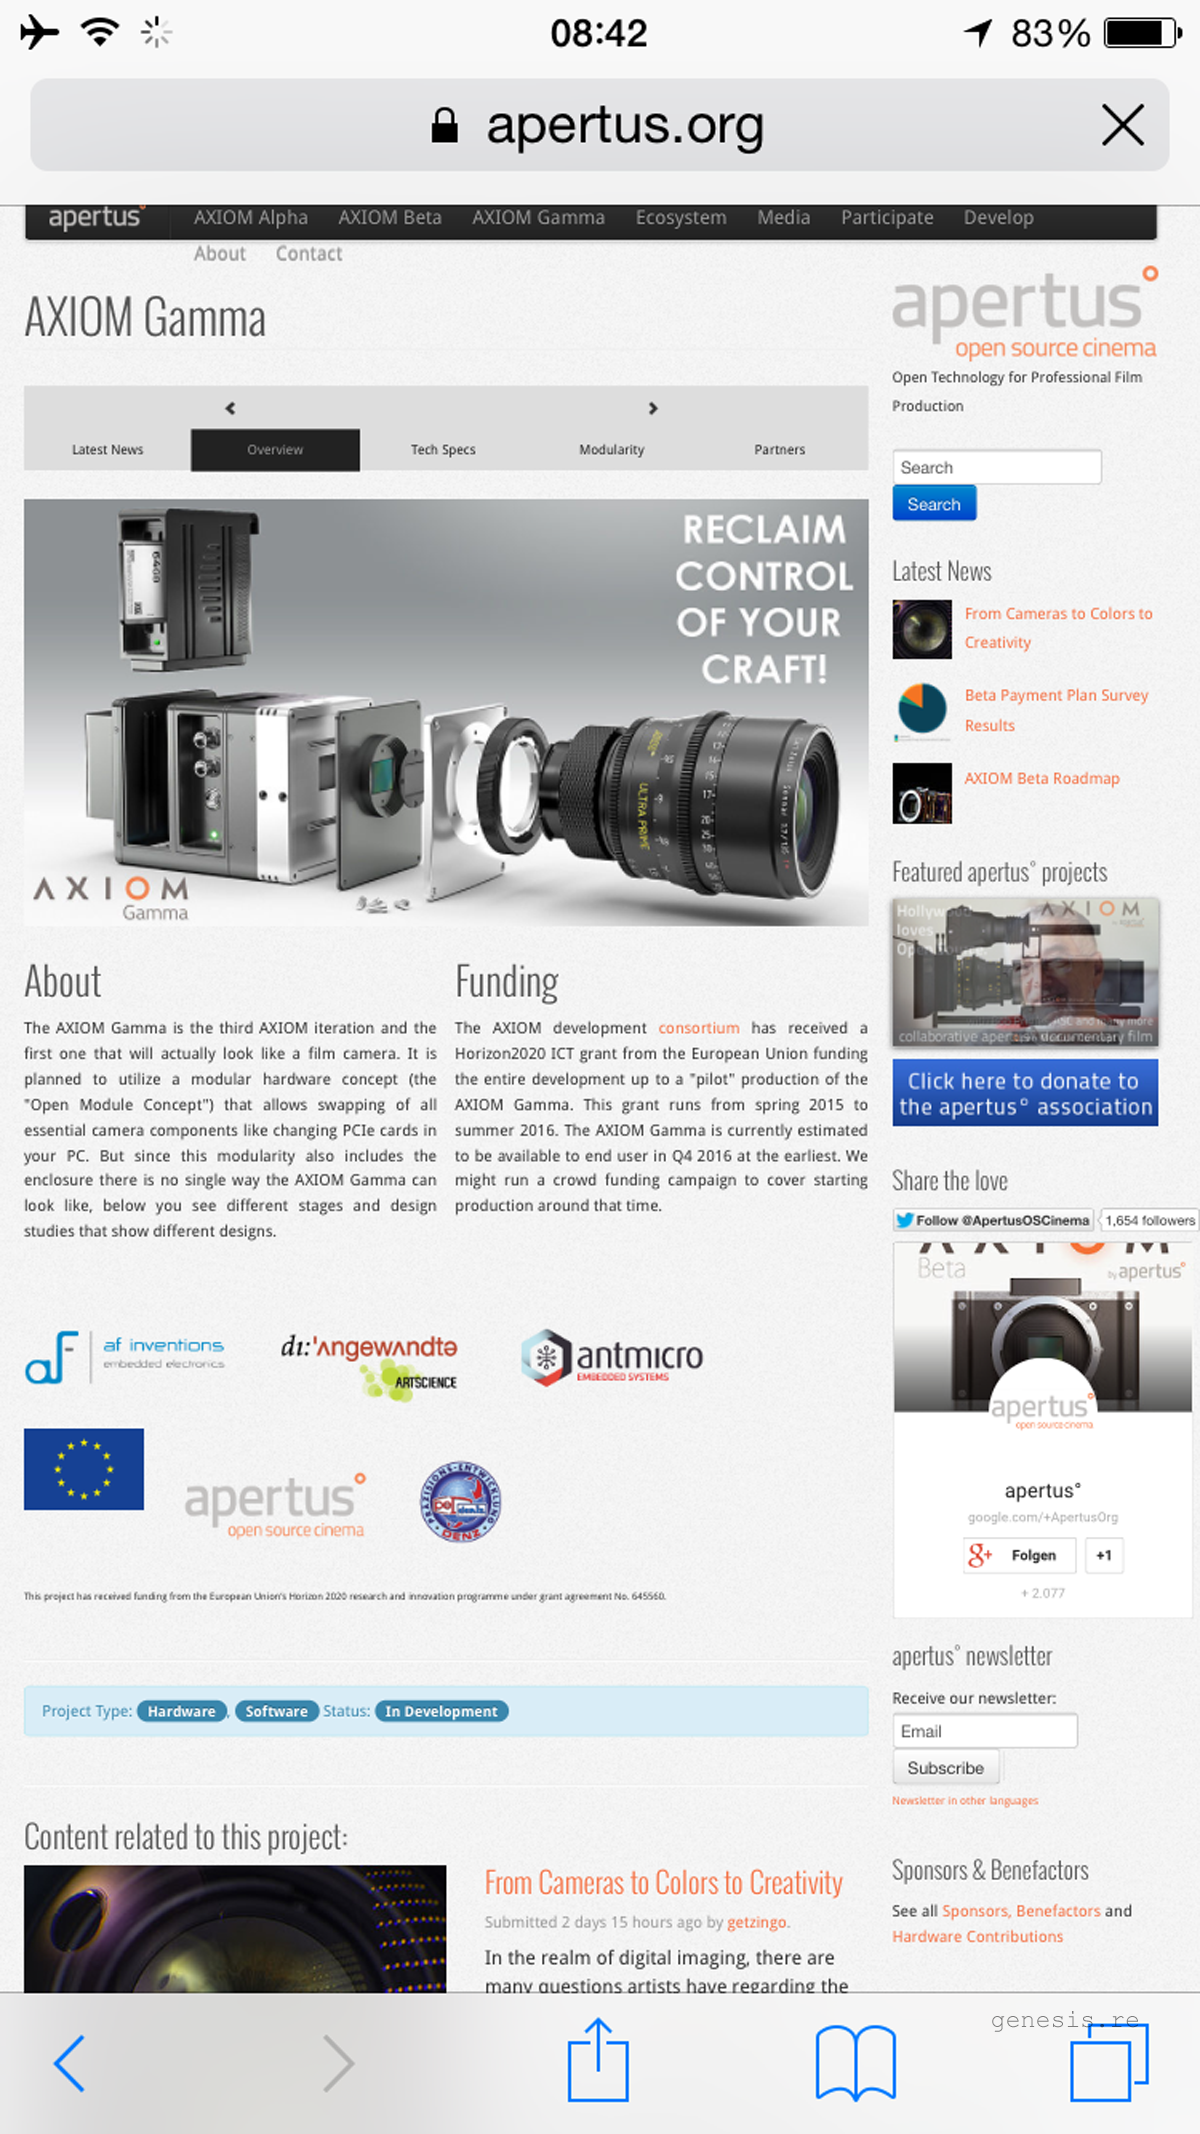 08:42
83%
apertus.org
apertus°
AXIOM Alpha
AXIOM Beta
AXIOM Gamma
Ecosystem
Media
Participate
Develop
About
Contact
AXIOM Gamma
Latest News
Overview
Tech Specs
Modularity
Partners
RECLAIM
CONTROL
OF YOUR
CRAFT!
64GB
ULTRA PRIME
AXIOM
Gamma
About
The AXIOM Gamma is the third AXIOM iteration and the
first one that will actually look like a film camera. It is
planned to utilize a modular hardware concept (the
"Open Module Concept") that allows swapping of all
essential camera components like changing PCIe cards in
your PC. But since this modularity also includes the
enclosure there is no single way the AXIOM Gamma can
look like, below you see different stages and design
studies that show different designs.
Funding
The AXIOM development consortium has received a
Horizon2020 ICT grant from the European Union funding
the entire development up to a "pilot" production of the
AXIOM Gamma. This grant runs from spring 2015 to
summer 2016. The AXIOM Gamma is currently estimated
to be available to end user in Q4 2016 at the earliest. We
might run a crowd funding campaign to cover starting
production around that time.
af inventions
embedded electronics
dı:'ʌngewʌndtə
ARTSCIENCE
antmicro
EMBEDDED SYSTEMS
apertus°
open source cinema
PRÄZISIONS-ENTWICKLUNG
DENZ
This project has received funding from the European Union's Horizon 2020 research and innovation programme under grant agreement No. 645560.
Project Type: Hardware, Software Status: In Development
Content related to this project:
From Cameras to Colors to Creativity
Submitted 2 days 15 hours ago by getzingo.
In the realm of digital imaging, there are
many questions artists have regarding the
apertus°
open source cinema
Open Technology for Professional Film
Production
Search
Search
Latest News
From Cameras to Colors to
Creativity
Beta Payment Plan Survey
Results
AXIOM Beta Roadmap
Featured apertus° projects
Hollywood
loves
AXIOM
ASC and many more
collaborative apertus° documentary film
Click here to donate to
the apertus° association
Share the love
Follow @ApertusOSCinema
1,654 followers
AXIOM
Beta
by apertus°
apertus°
open source cinema
apertus°
google.com/+ApertusOrg
g+ Folgen
+1
+ 2.077
apertus° newsletter
Receive our newsletter:
Email
Subscribe
Newsletter in other languages
Sponsors & Benefactors
See all Sponsors, Benefactors and
Hardware Contributions
genesis.re